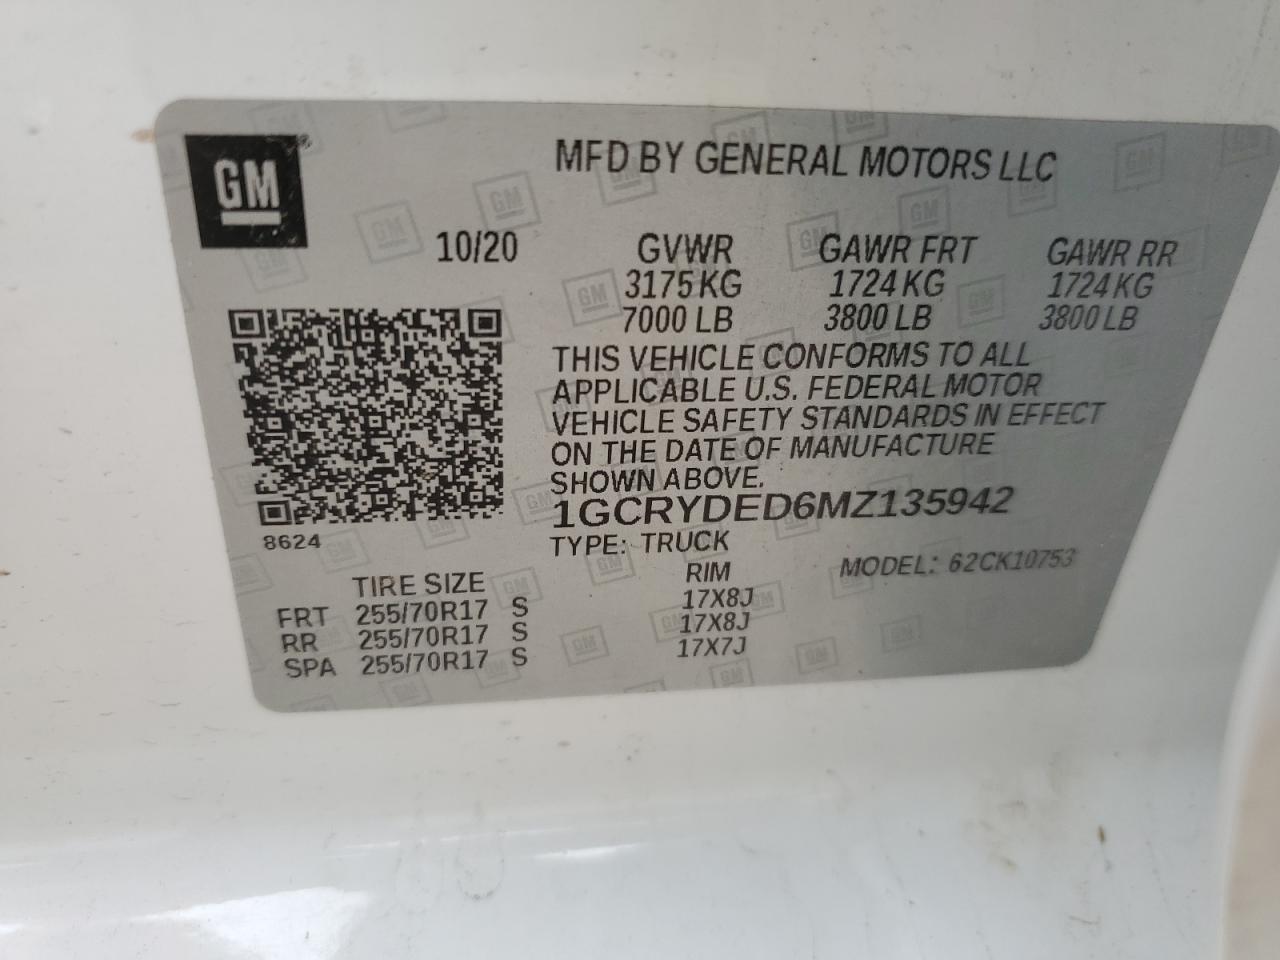 GM
MFD BY GENERAL MOTORS LLC
10/20 GVWR GAWR FRT GAWR RR
3175 KG 1724 KG 1724 KG
7000 LB 3800 LB 3800 LB
THIS VEHICLE CONFORMS TO ALL
APPLICABLE U.S. FEDERAL MOTOR
VEHICLE SAFETY STANDARDS IN EFFECT
ON THE DATE OF MANUFACTURE
SHOWN ABOVE.
1GCRYDED6MZ135942
8624
TYPE: TRUCK MODEL: 62CK10753
TIRE SIZE RIM
FRT 255/70R17 S 17X8J
RR 255/70R17 S 17X8J
SPA 255/70R17 S 17X7J